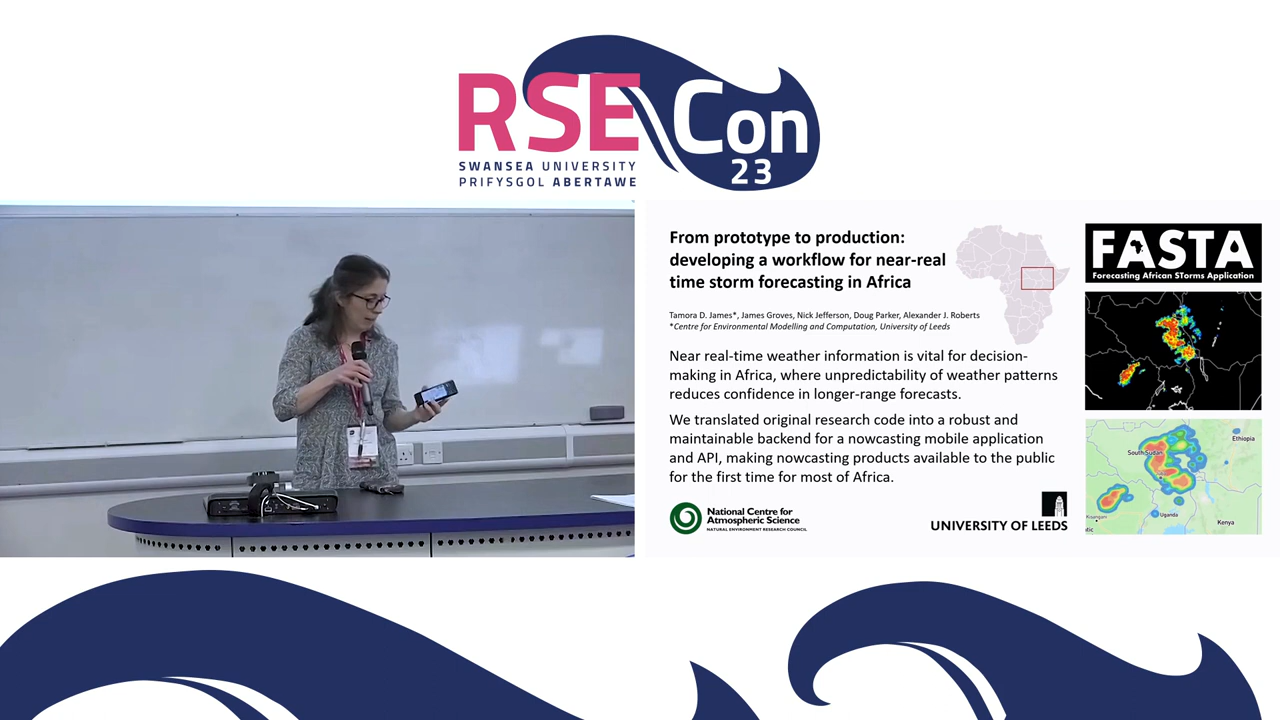 RSE Con
23
SWANSEA UNIVERSITY
PRIFYSGOL ABERTAWE
From prototype to production:
developing a workflow for near-real
time storm forecasting in Africa
Tamora D. James*, James Groves, Nick Jefferson, Doug Parker, Alexander J. Roberts
*Centre for Environmental Modelling and Computation, University of Leeds
Near real-time weather information is vital for decision-
making in Africa, where unpredictability of weather patterns
reduces confidence in longer-range forecasts.
We translated original research code into a robust and
maintainable backend for a nowcasting mobile application
and API, making nowcasting products available to the public
for the first time for most of Africa.
National Centre for
Atmospheric Science
NATURAL ENVIRONMENT RESEARCH COUNCIL
UNIVERSITY OF LEEDS
FASTA
Forecasting African STorms Application
Ethiopia
South Sudan
Uganda
Kenya